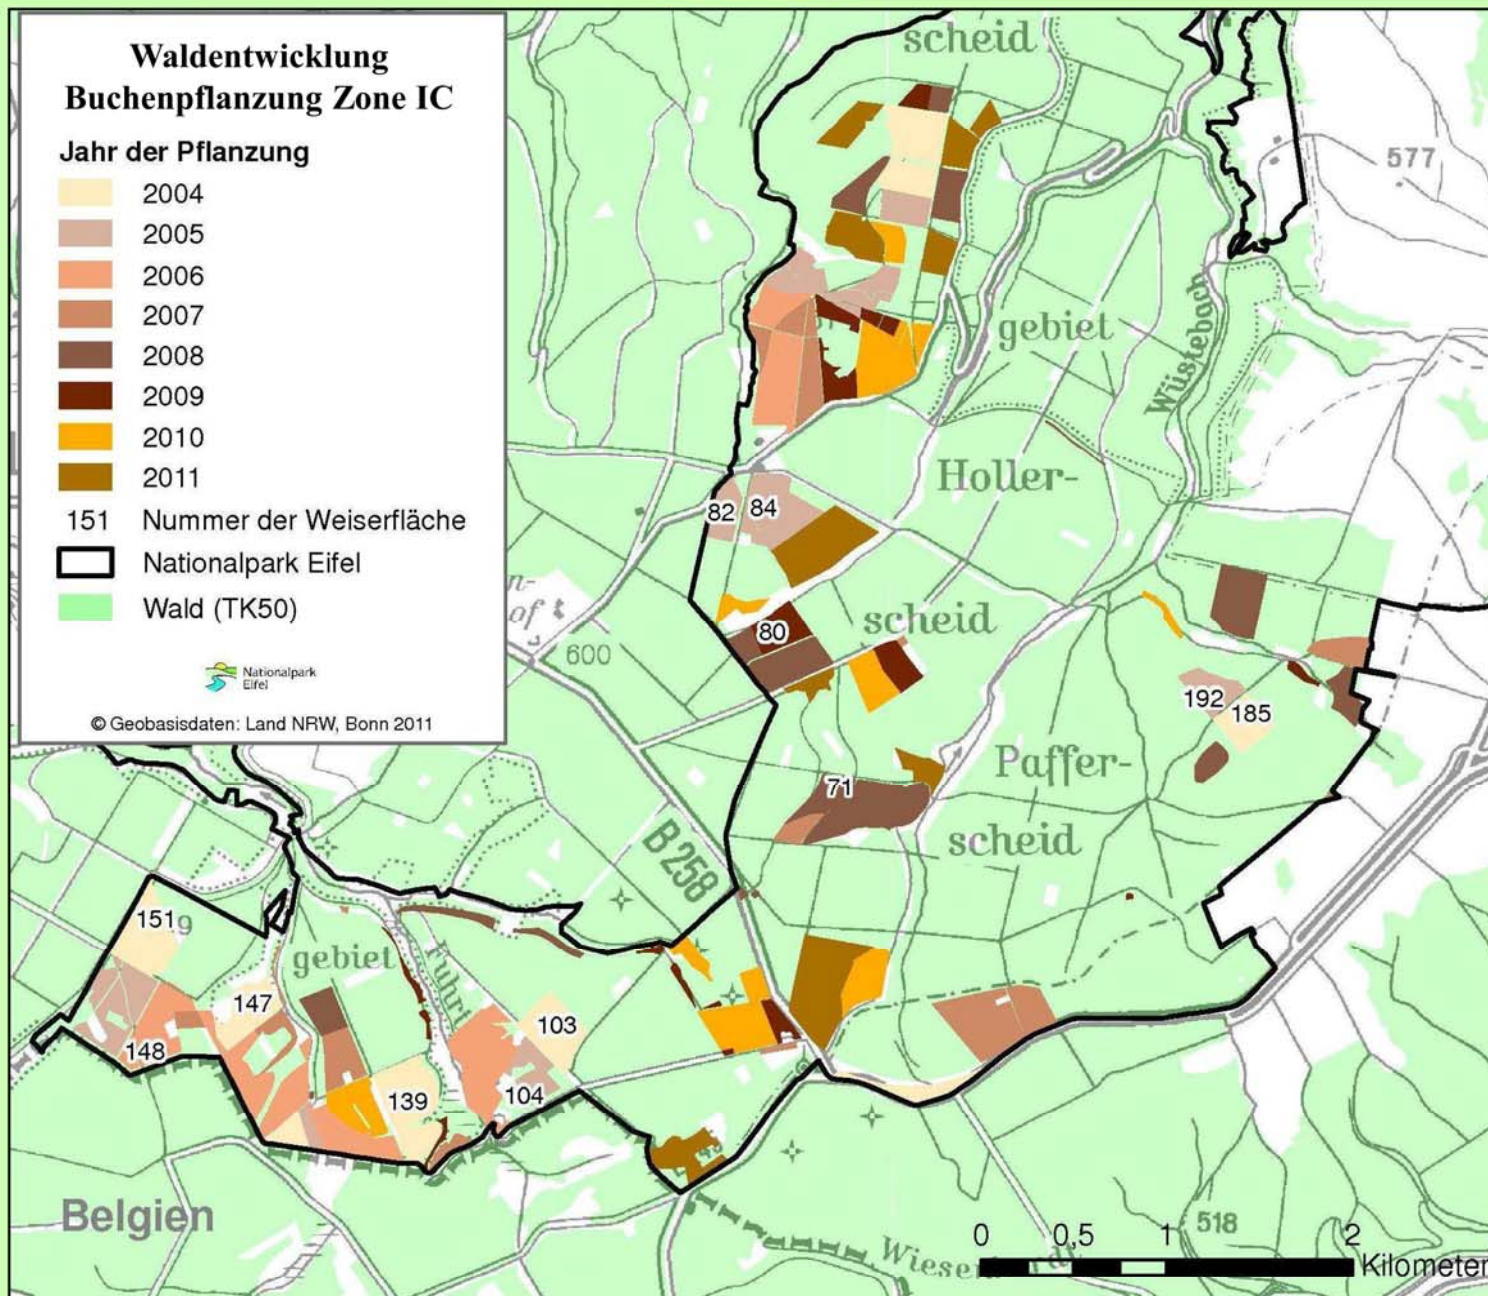 Waldentwicklung
Buchenpflanzung Zone IC
Jahr der Pflanzung
2004
2005
2006
2007
2008
2009
2010
2011
151 Nummer der Weiserfläche
Nationalpark Eifel
Wald (TK50)
Nationalpark
Eifel
© Geobasisdaten: Land NRW, Bonn 2011
scheid
577
gebiet
Wüstebach
Holler-
82
84
scheid
80
hof
600
192
185
Paffer-
71
scheid
B 258
151
9
gebiet
147
103
148
104
139
Belgien
518
0 0,5 1 2
Kilometer